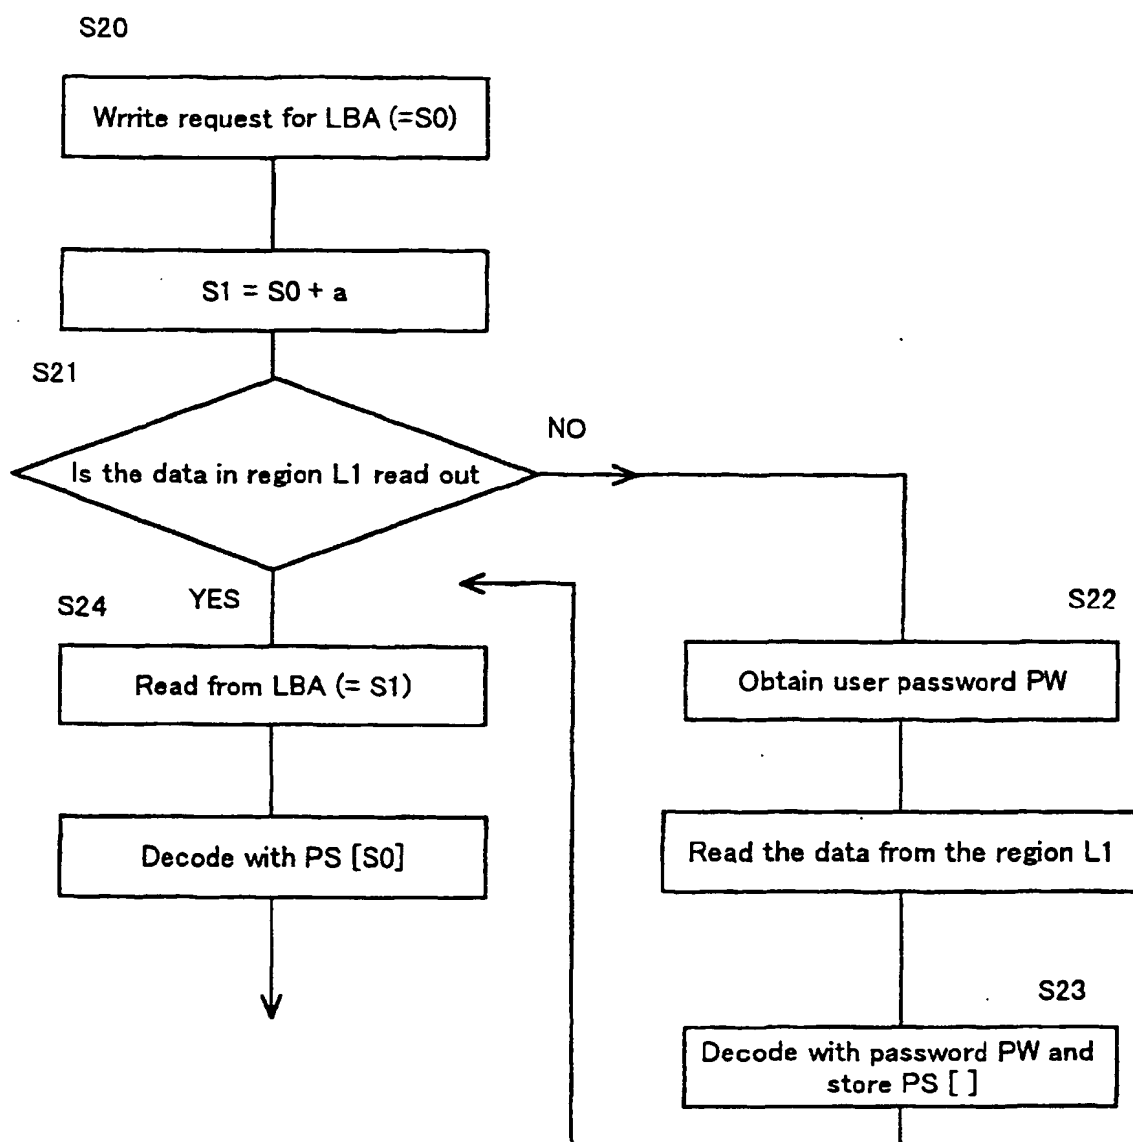 S20
Wrrite request for LBA (=S0)
S1 = S0 + a
S21
Is the data in region L1 read out
NO
YES
S24
Read from LBA (= S1)
Decode with PS [S0]
S22
Obtain user password PW
Read the data from the region L1
S23
Decode with password PW and
store PS [ ]